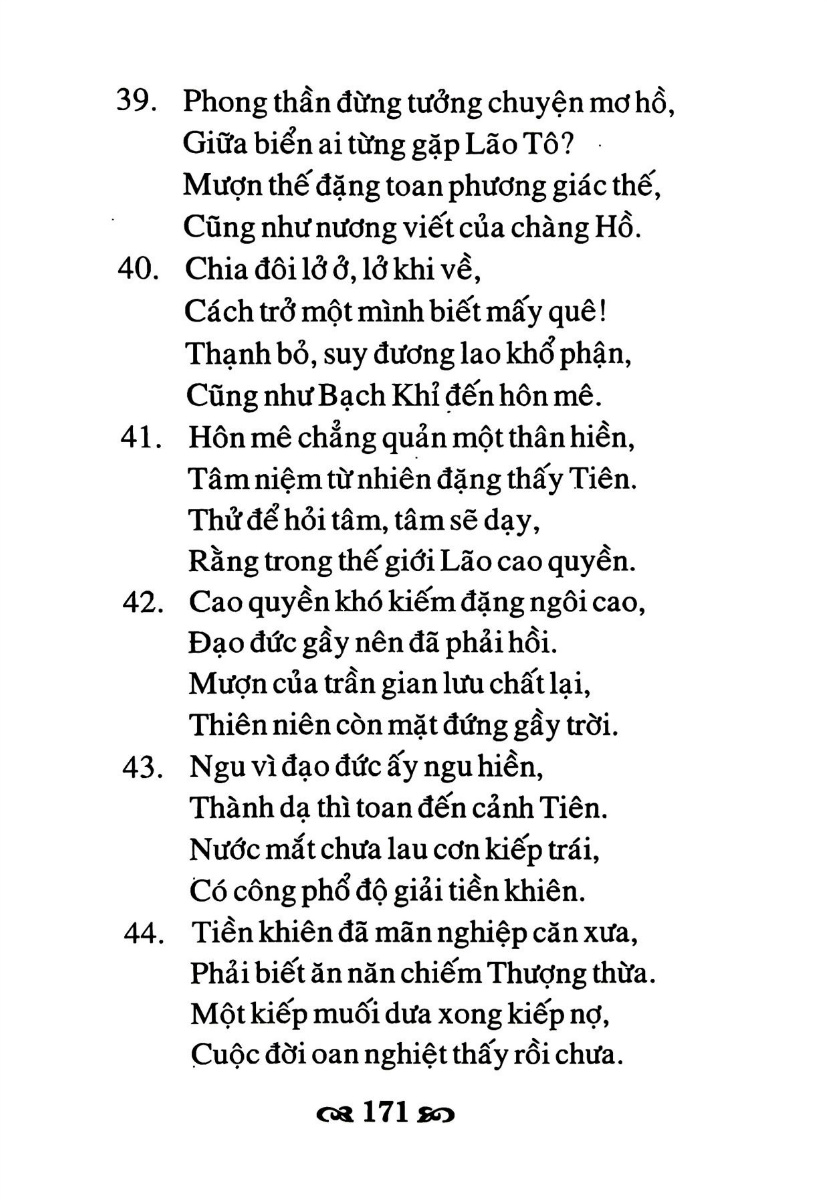 39. Phong thần đừng tưởng chuyện mơ hồ,
Giữa biển ai từng gặp Lão Tô?
Mượn thế đặng toan phương giác thế,
Cũng như nương viết của chàng Hồ.
40. Chia đôi lở ở, lở khi về,
Cách trở một mình biết mấy quê!
Thạnh bỏ, suy đương lao khổ phận,
Cũng như Bạch Khỉ đến hôn mê.
41. Hôn mê chẳng quản một thân hiền,
Tâm niệm từ nhiên đặng thấy Tiên.
Thử để hỏi tâm, tâm sẽ dạy,
Rằng trong thế giới Lão cao quyền.
42. Cao quyền khó kiếm đặng ngôi cao,
Đạo đức gầy nên đã phải hồi.
Mượn của trần gian lưu chất lại,
Thiên niên còn mặt đứng gầy trời.
43. Ngu vì đạo đức ấy ngu hiền,
Thành dạ thì toan đến cảnh Tiên.
Nước mắt chưa lau cơn kiếp trái,
Có công phổ độ giải tiền khiên.
44. Tiền khiên đã mãn nghiệp căn xưa,
Phải biết ăn năn chiếm Thượng thừa.
Một kiếp muối dưa xong kiếp nợ,
Cuộc đời oan nghiệt thấy rồi chưa.
171